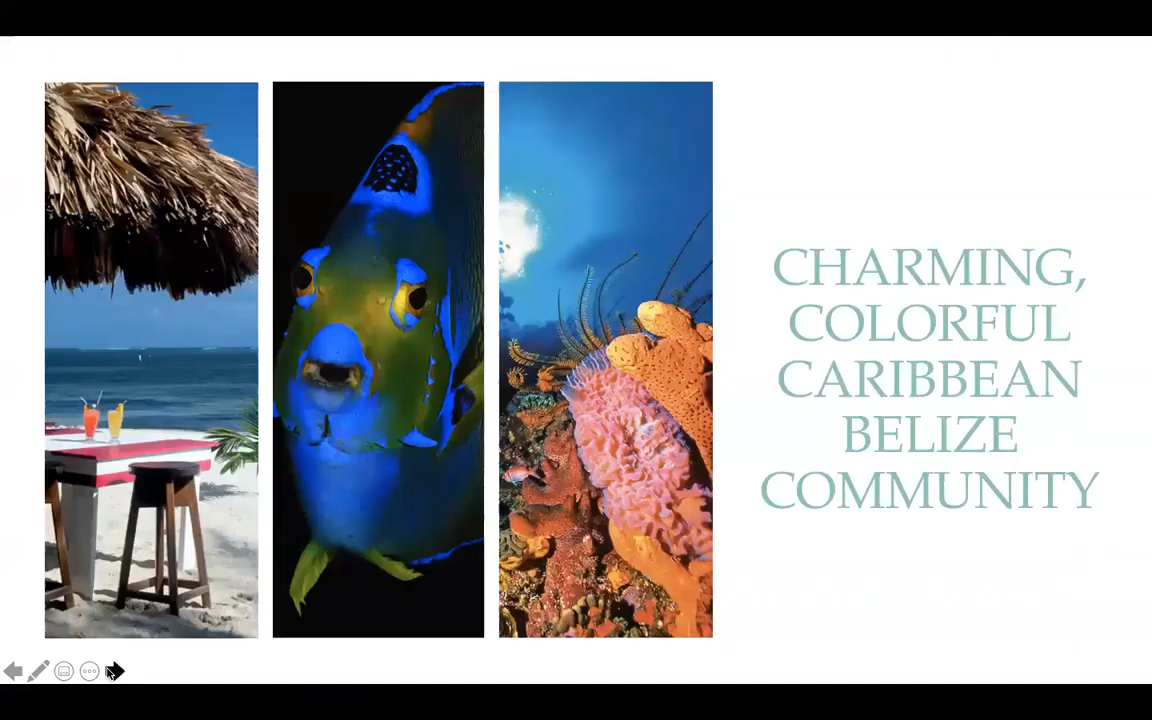 CHARMING,
COLORFUL
CARIBBEAN
BELIZE
COMMUNITY